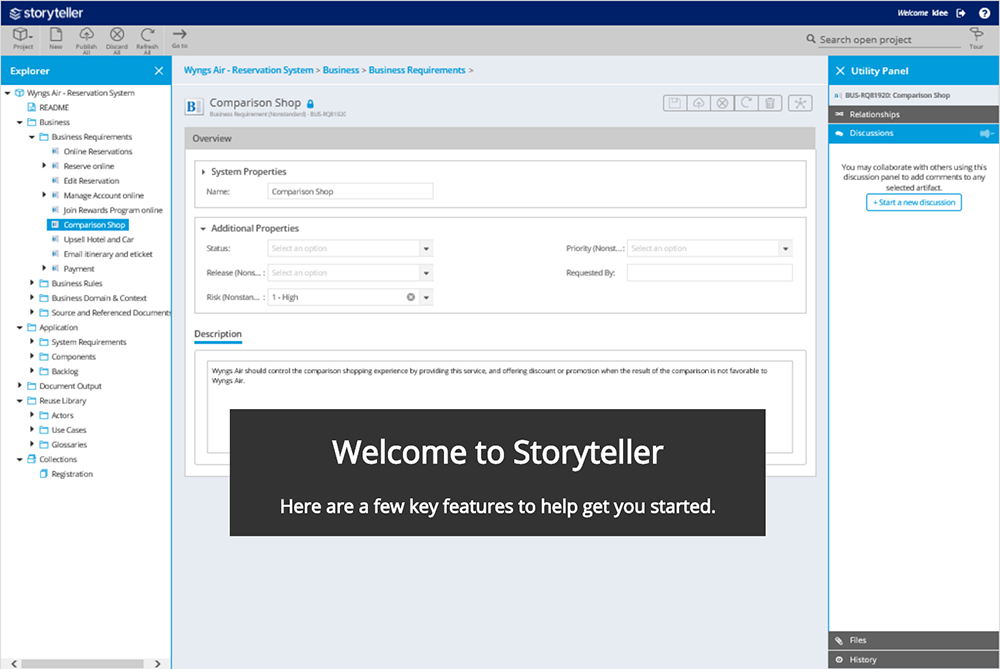 storyteller
Welcome klee
Project
New
Publish All
Discard All
Refresh All
Go to
Search open project
Tour
Explorer
Wyngs Air - Reservation System
README
Business
Business Requirements
Online Reservations
Reserve online
Edit Reservation
Manage Account online
Join Rewards Program online
Comparison Shop
Upsell Hotel and Car
Email itinerary and eticket
Payment
Business Rules
Business Domain & Context
Source and Referenced Documents
Application
System Requirements
Components
Backlog
Document Output
Reuse Library
Actors
Use Cases
Glossaries
Collections
Registration
Wyngs Air - Reservation System > Business > Business Requirements >
Comparison Shop
Business Requirement (Nonstandard) - BUS-RQ81920
Overview
System Properties
Name: Comparison Shop
Additional Properties
Status: Select an option
Priority (Nonst...: Select an option
Release (Nons... : Select an option
Requested By:
Risk (Nonstan... : 1 - High
Description
Wyngs Air should control the comparison shopping experience by providing this service, and offering discount or promotion when the result of the comparison is not favorable to
Wyngs Air.
Welcome to Storyteller
Here are a few key features to help get you started.
Utility Panel
BUS-RQ81920: Comparison Shop
Relationships
Discussions
You may collaborate with others using this
discussion panel to add comments to any
selected artifact.
+ Start a new discussion
Files
History